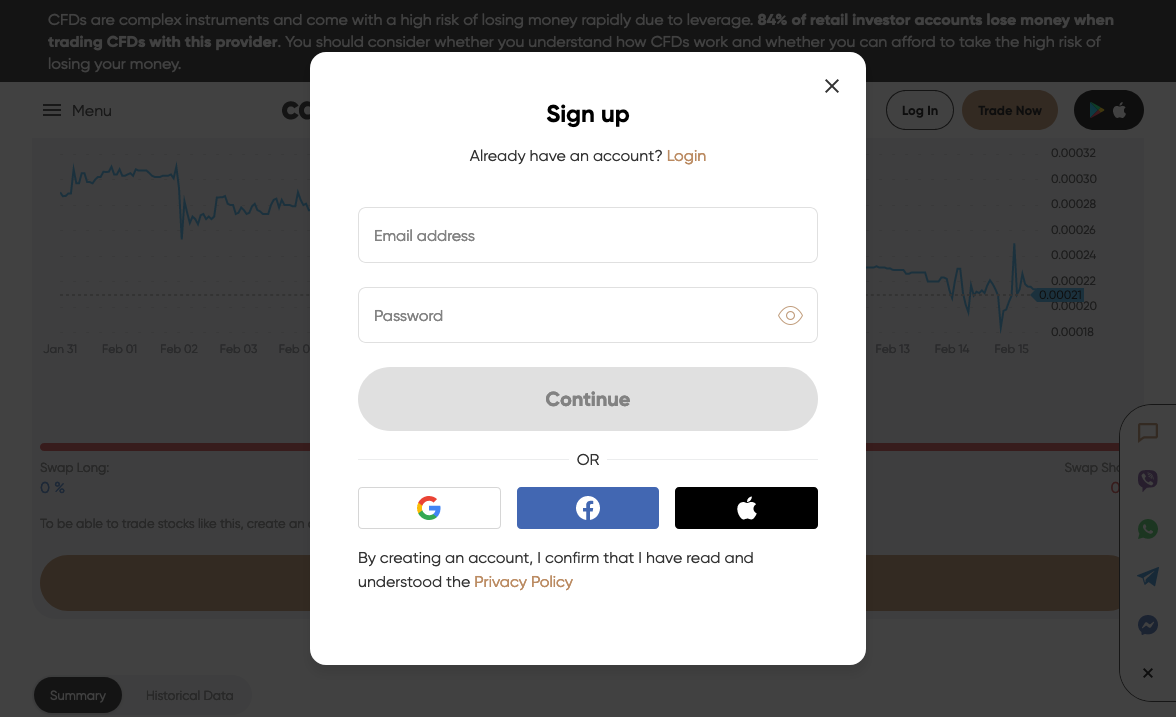 CFDs are complex instruments and come with a high risk of losing money rapidly due to leverage. 84% of retail investor accounts lose money when
trading CFDs with this provider. You should consider whether you understand how CFDs work and whether you can afford to take the high risk of
losing your money.
Menu
Log In
Trade Now
Sign up
Already have an account? Login
Email address
Password
Continue
OR
By creating an account, I confirm that I have read and
understood the Privacy Policy
0.00032
0.00030
0.00028
0.00026
0.00024
0.00022
0.00021
0.00020
0.00018
Jan 31 Feb 01 Feb 02 Feb 03 Feb 13 Feb 14 Feb 15
Swap Long:
0 %
Swap
To be able to trade stocks like this, create an
Summary
Historical Data